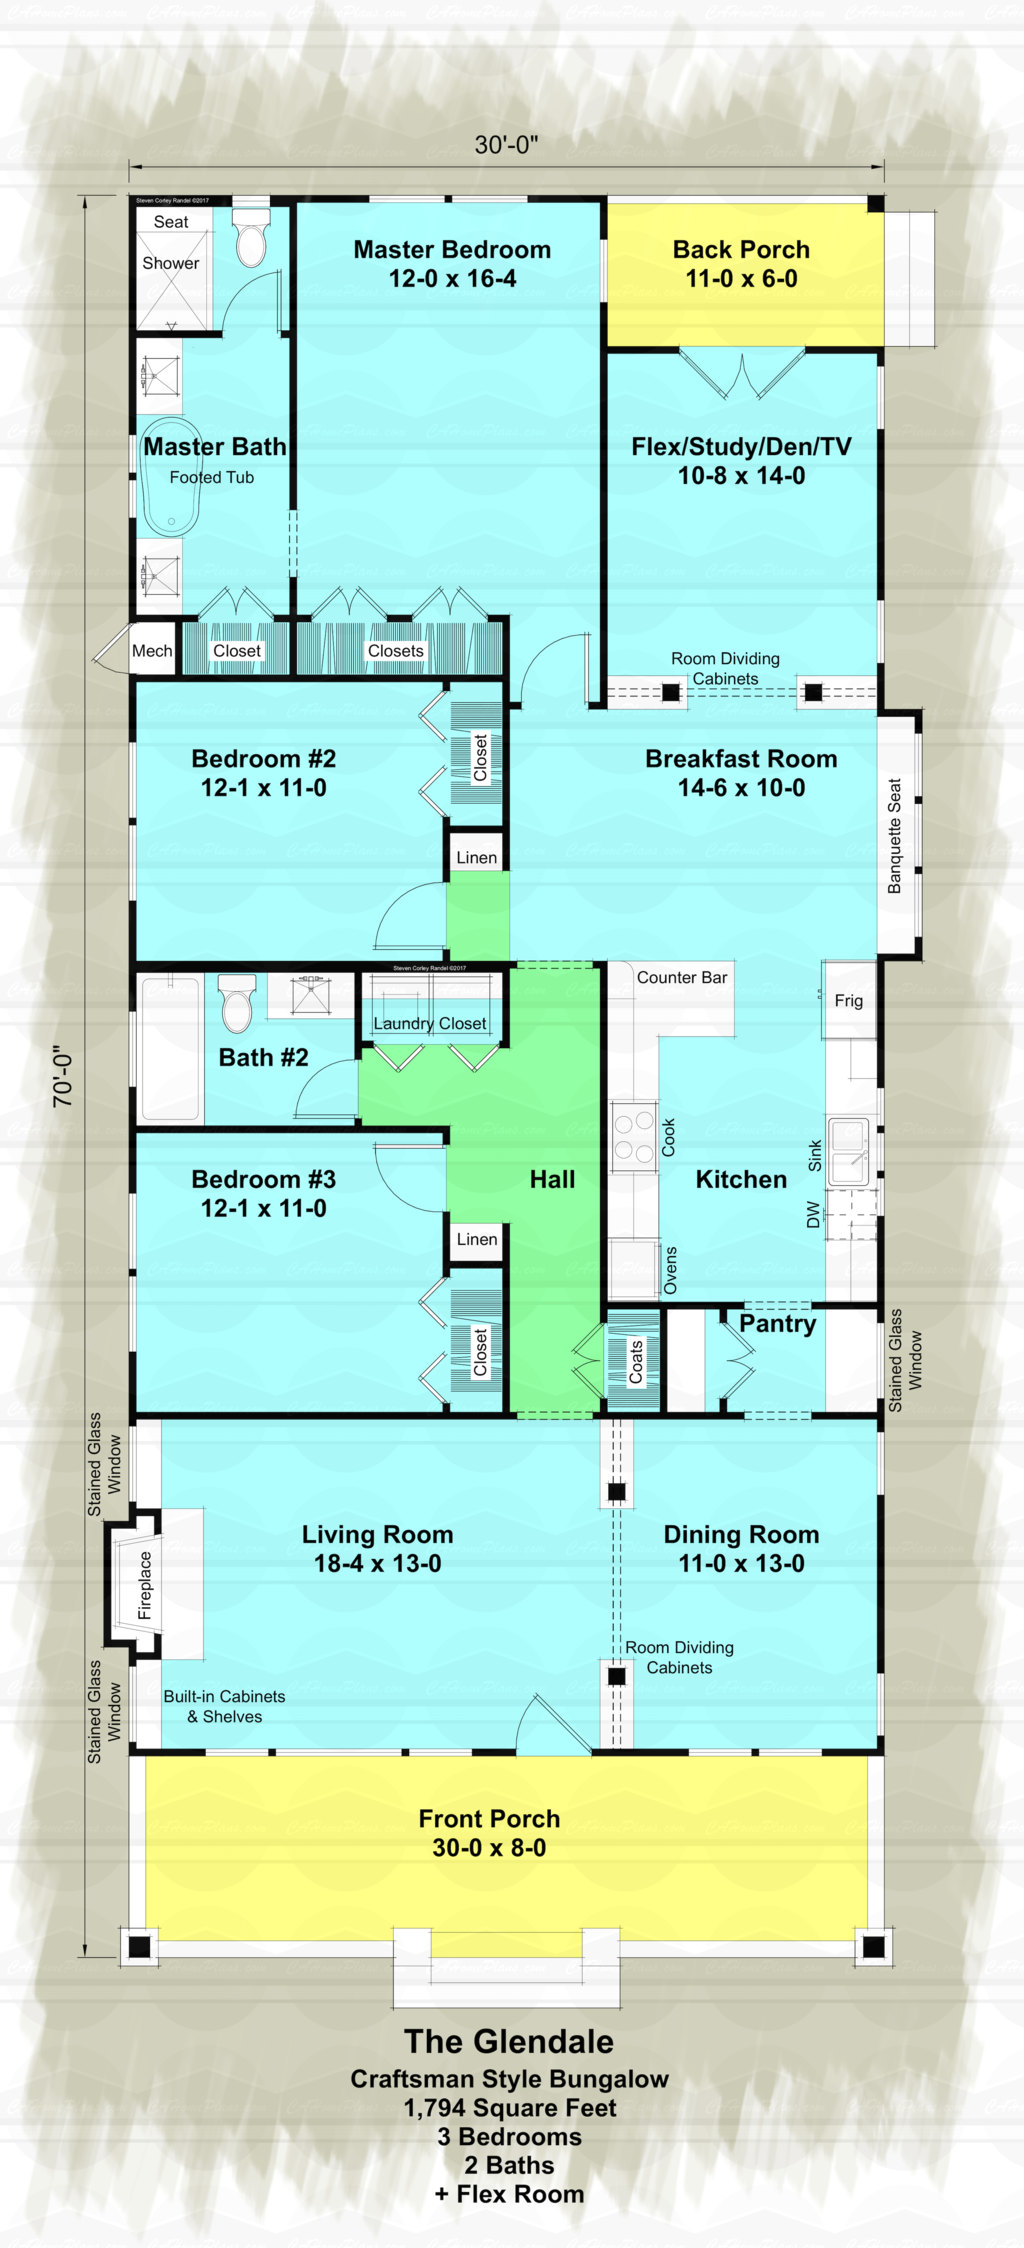 30'-0"
Steven Corley Randel ©2017
Seat
Shower
Master Bedroom
12-0 x 16-4
Back Porch
11-0 x 6-0
Master Bath
Footed Tub
Flex/Study/Den/TV
10-8 x 14-0
Mech
Closet
Closets
Room Dividing
Cabinets
Bedroom #2
12-1 x 11-0
Closet
Breakfast Room
14-6 x 10-0
Banquette Seat
Linen
Steven Corley Randel ©2017
Counter Bar
Frig
Laundry Closet
Bath #2
70'-0"
Cook
Sink
Bedroom #3
12-1 x 11-0
Hall
Kitchen
DW
Linen
Ovens
Pantry
Closet
Coats
Stained Glass
Window
Stained Glass
Window
Living Room
18-4 x 13-0
Dining Room
11-0 x 13-0
Fireplace
Room Dividing
Cabinets
Built-in Cabinets
& Shelves
Stained Glass
Window
Front Porch
30-0 x 8-0
The Glendale
Craftsman Style Bungalow
1,794 Square Feet
3 Bedrooms
2 Baths
+ Flex Room